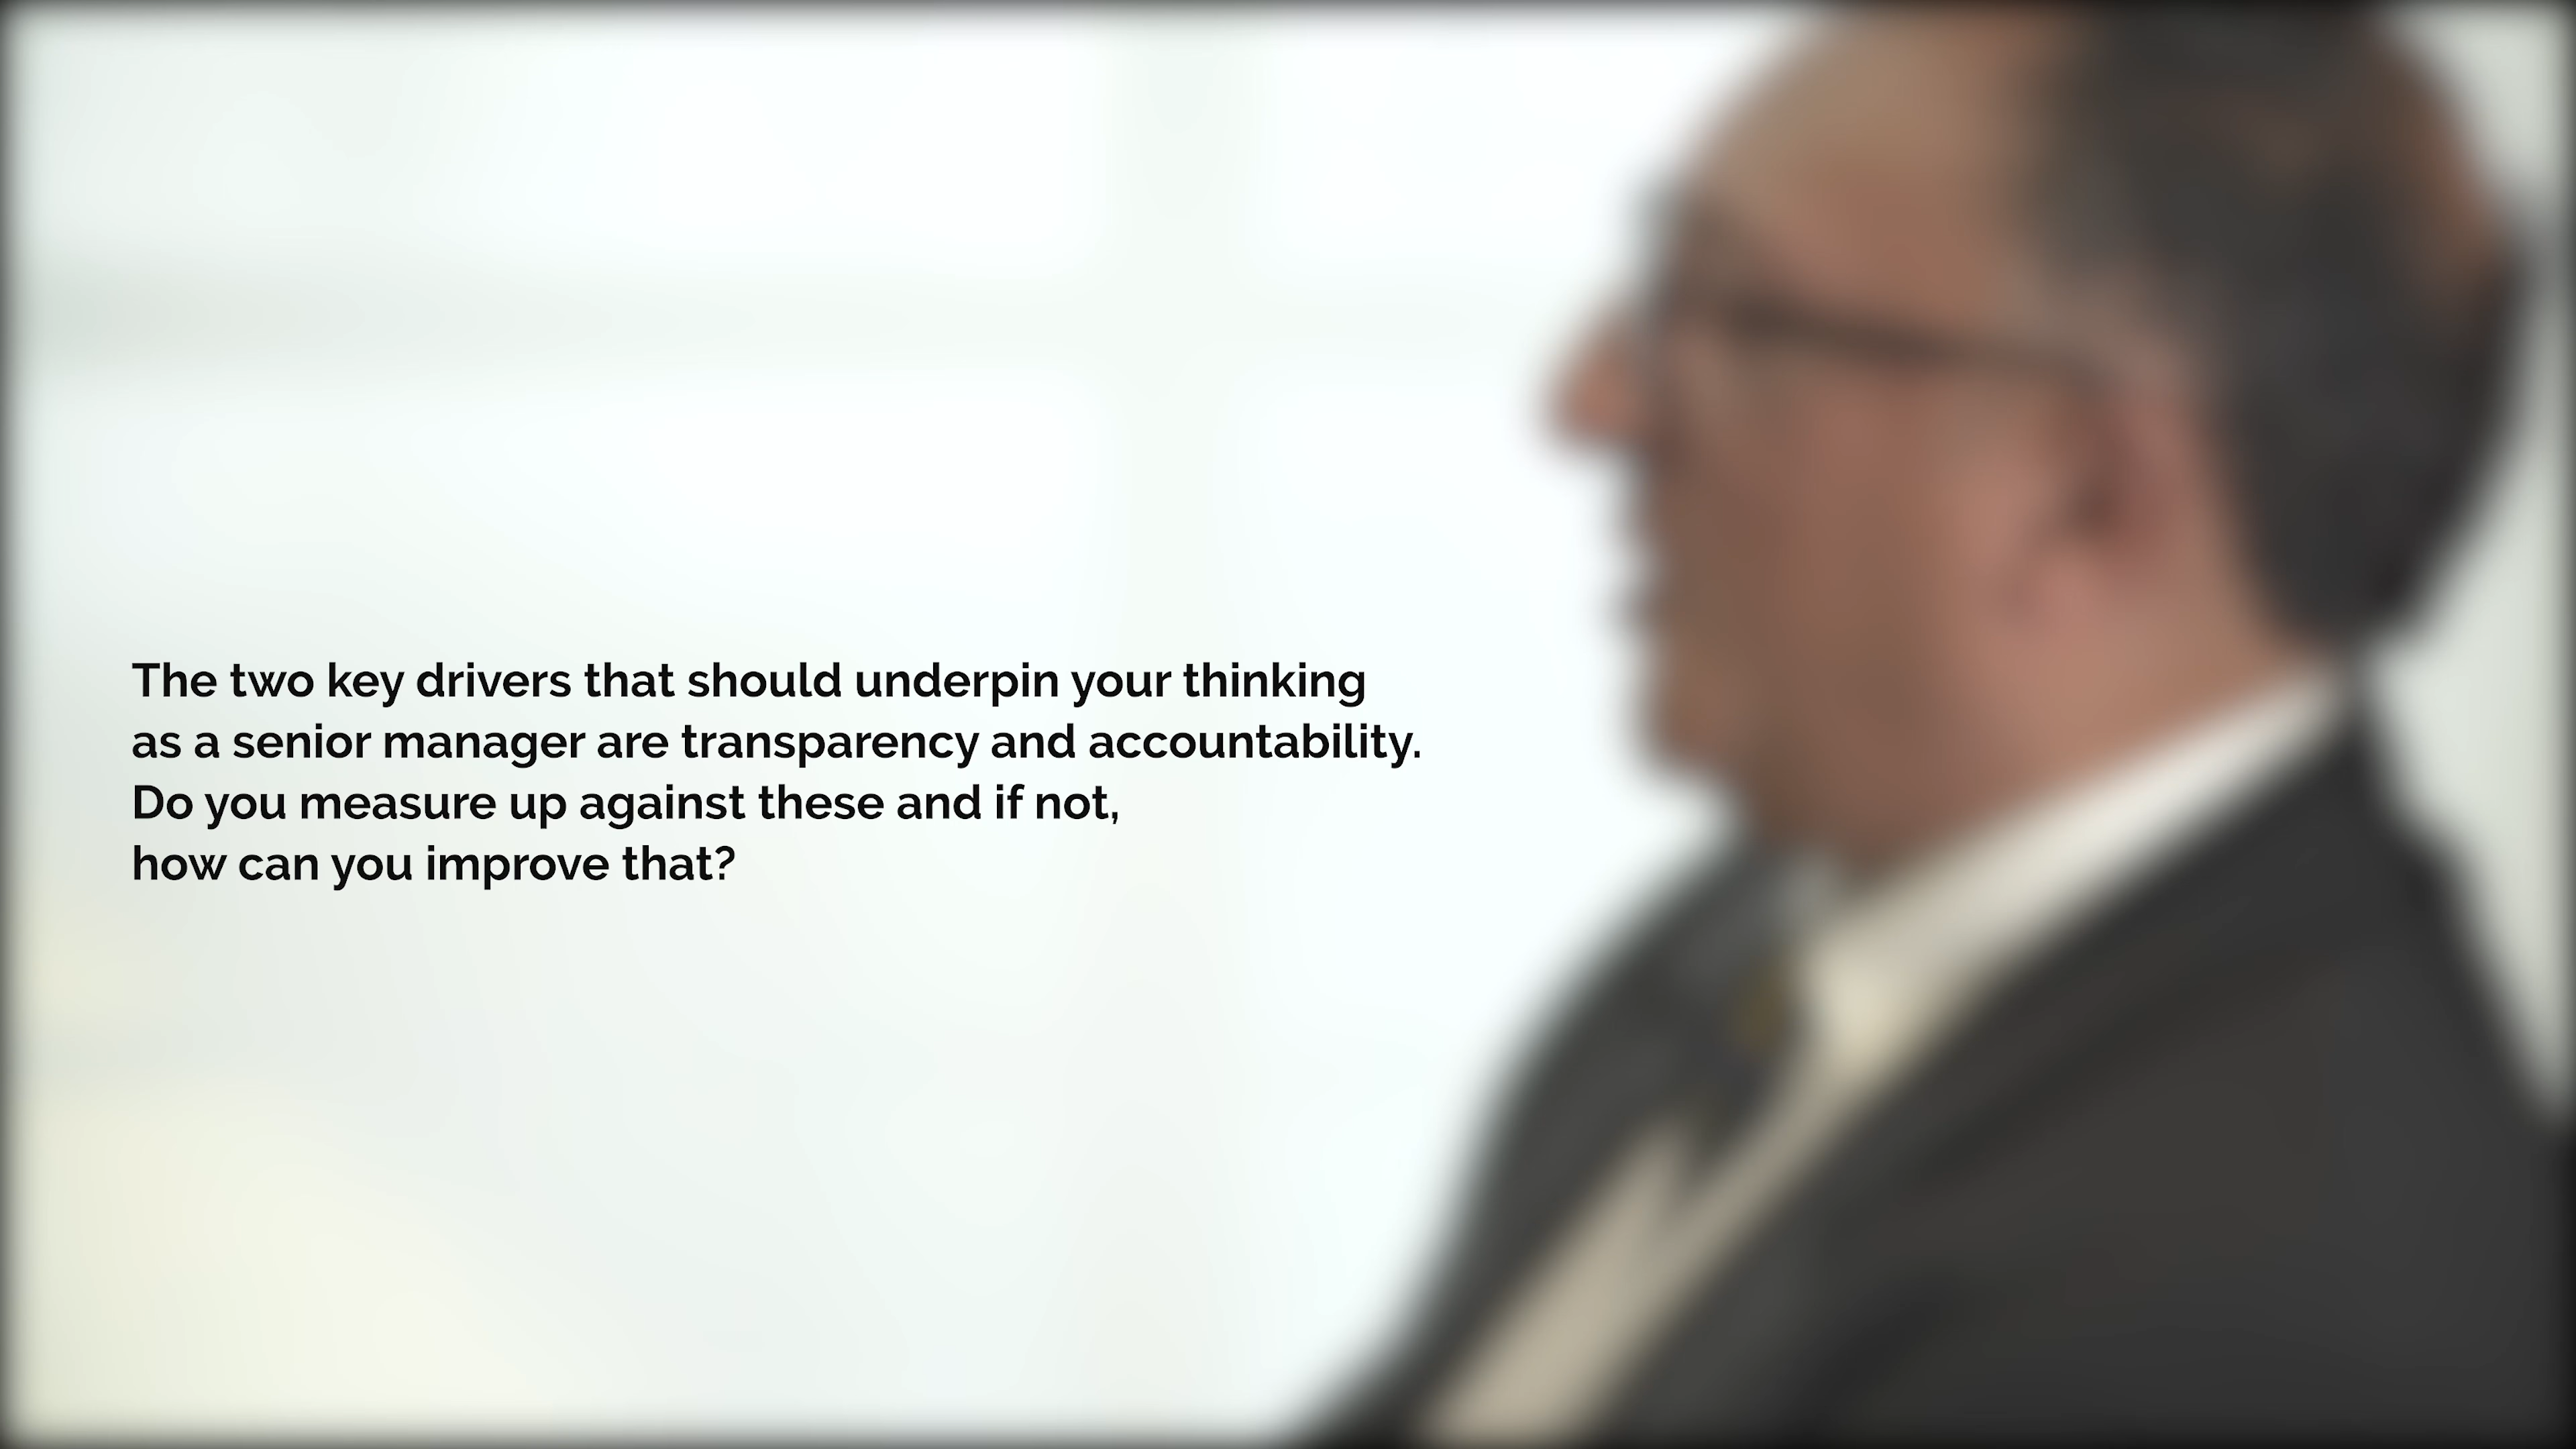 The two key drivers that should underpin your thinking
as a senior manager are transparency and accountability.
Do you measure up against these and if not,
how can you improve that?